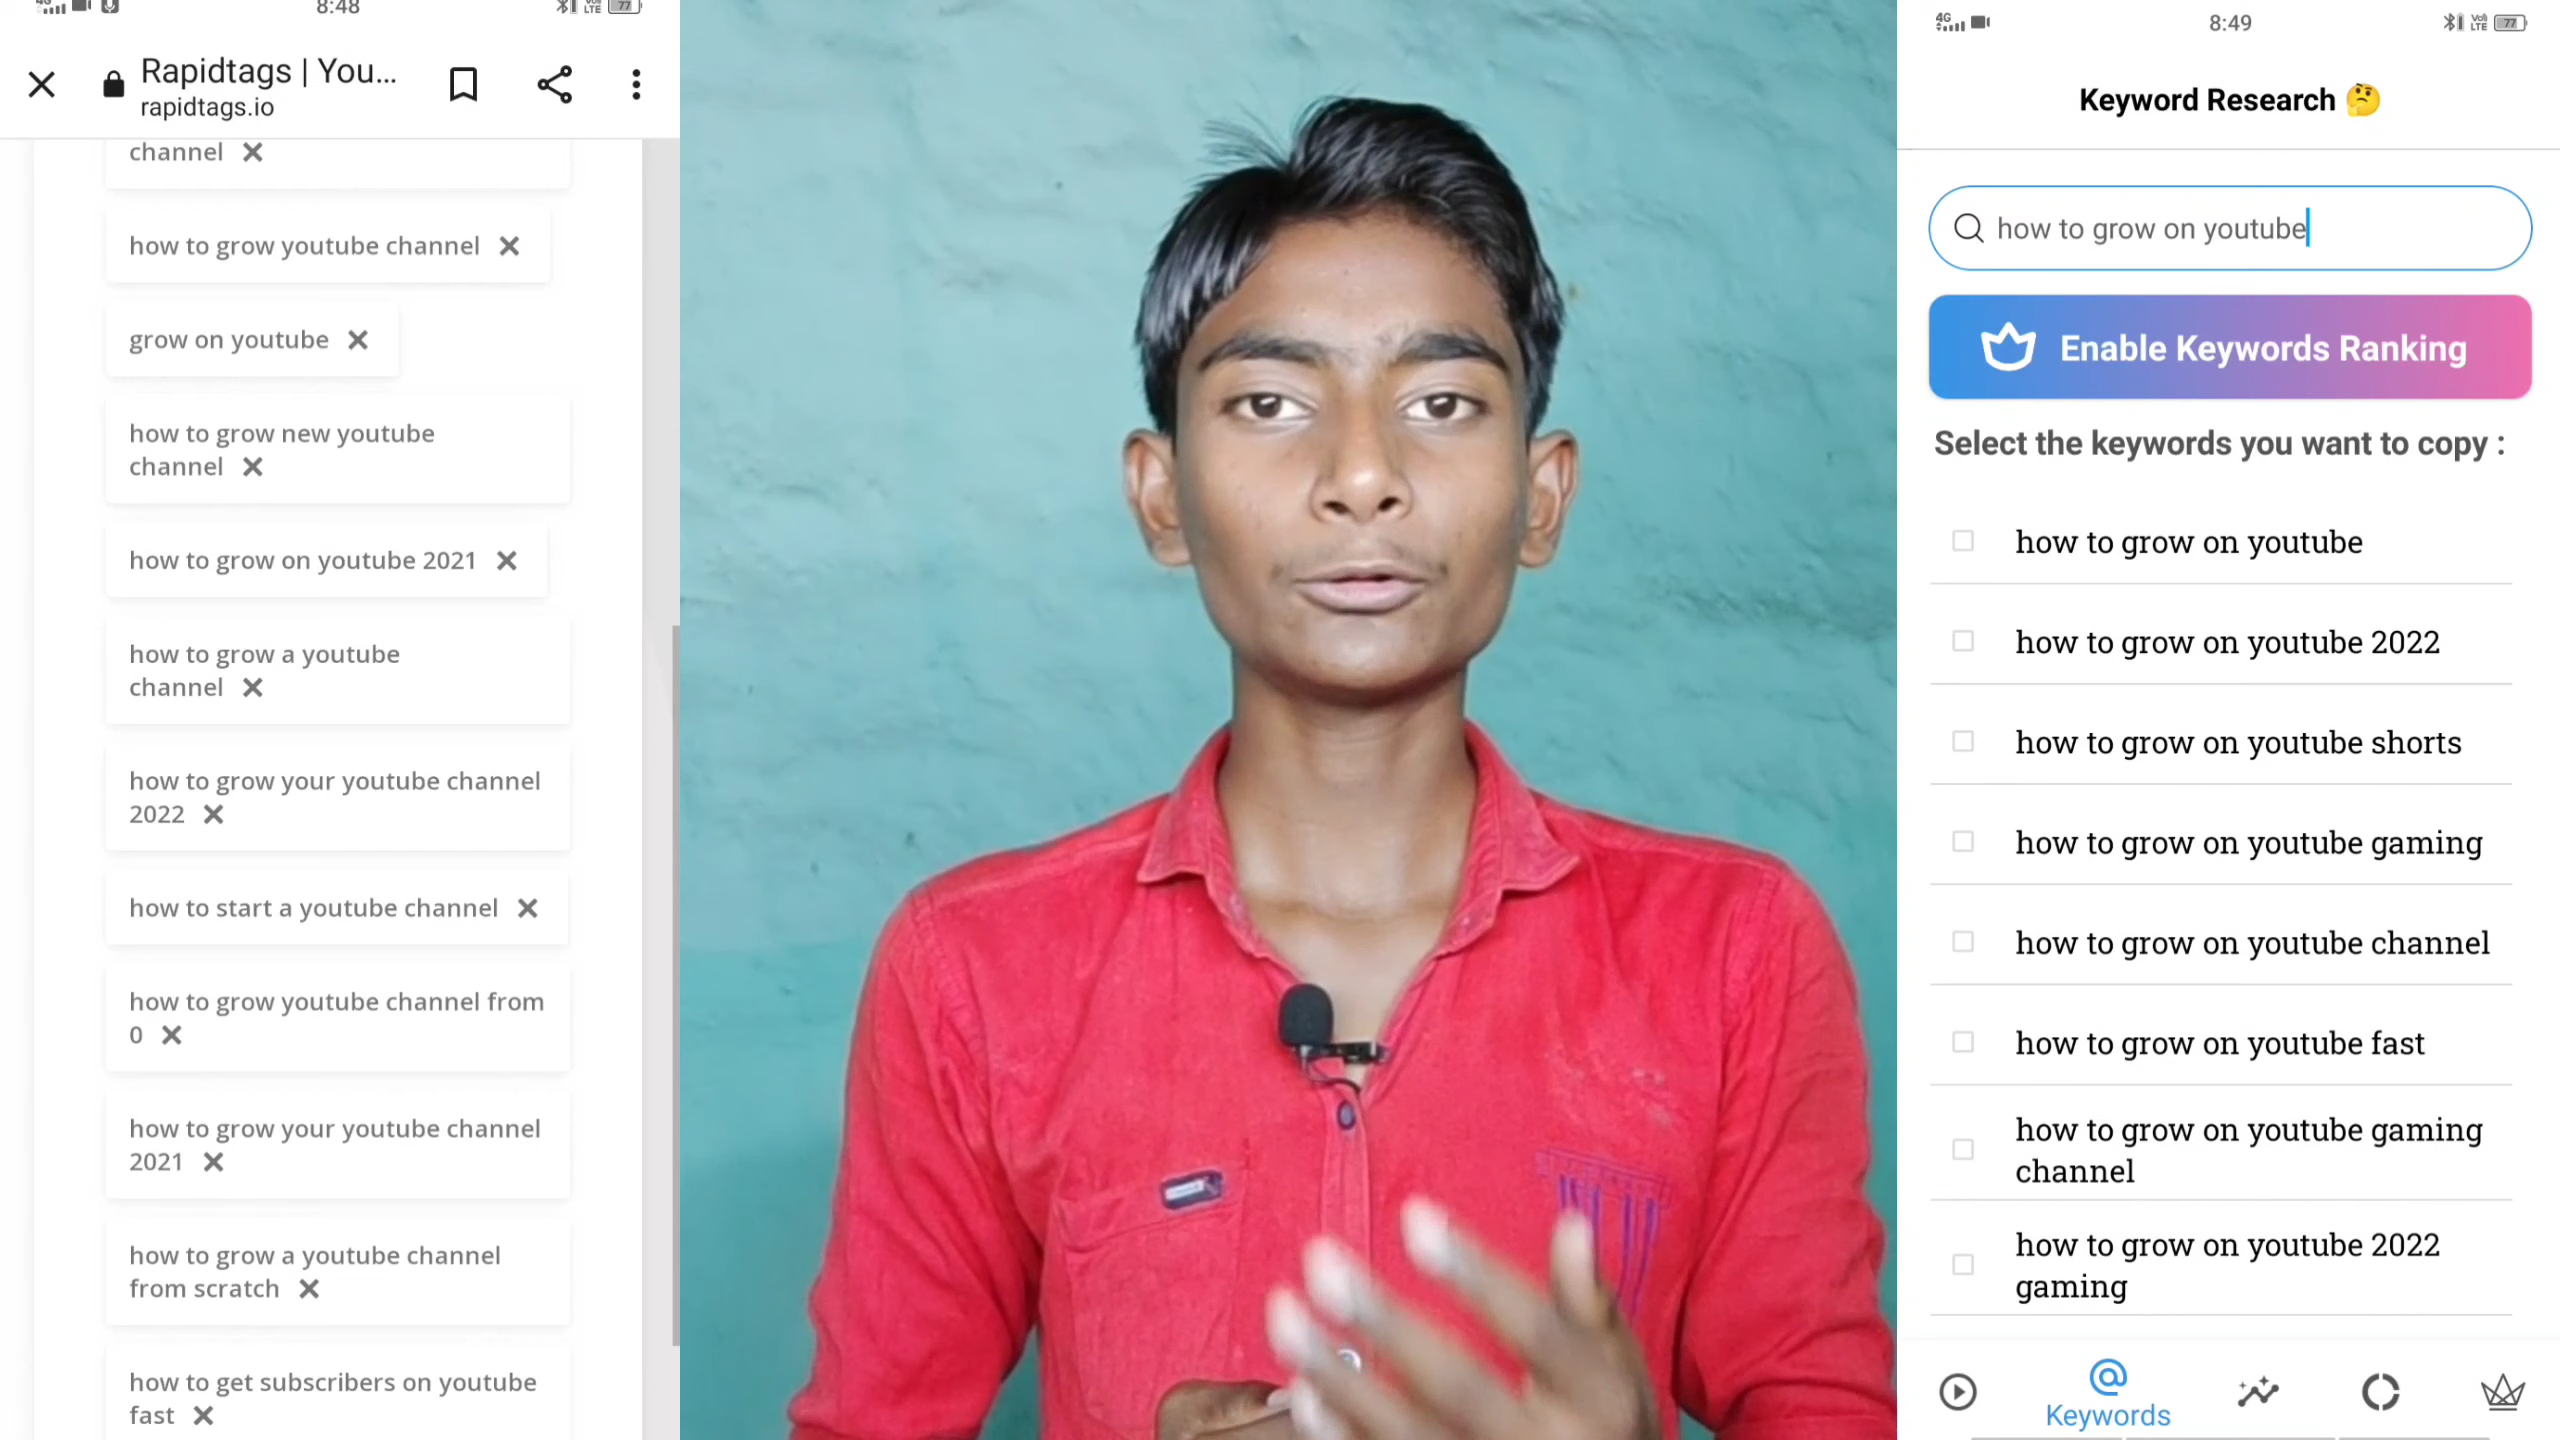 8:48
77
Rapidtags | You...
rapidtags.io
channel
how to grow youtube channel
grow on youtube
how to grow new youtube
channel
how to grow on youtube 2021
how to grow a youtube
channel
how to grow your youtube channel
2022
how to start a youtube channel
how to grow youtube channel from
0
how to grow your youtube channel
2021
how to grow a youtube channel
from scratch
how to get subscribers on youtube
fast
4G
8:49
VoLTE
77
Keyword Research 🤔
how to grow on youtube
Enable Keywords Ranking
Select the keywords you want to copy :
how to grow on youtube
how to grow on youtube 2022
how to grow on youtube shorts
how to grow on youtube gaming
how to grow on youtube channel
how to grow on youtube fast
how to grow on youtube gaming
channel
how to grow on youtube 2022
gaming
Keywords